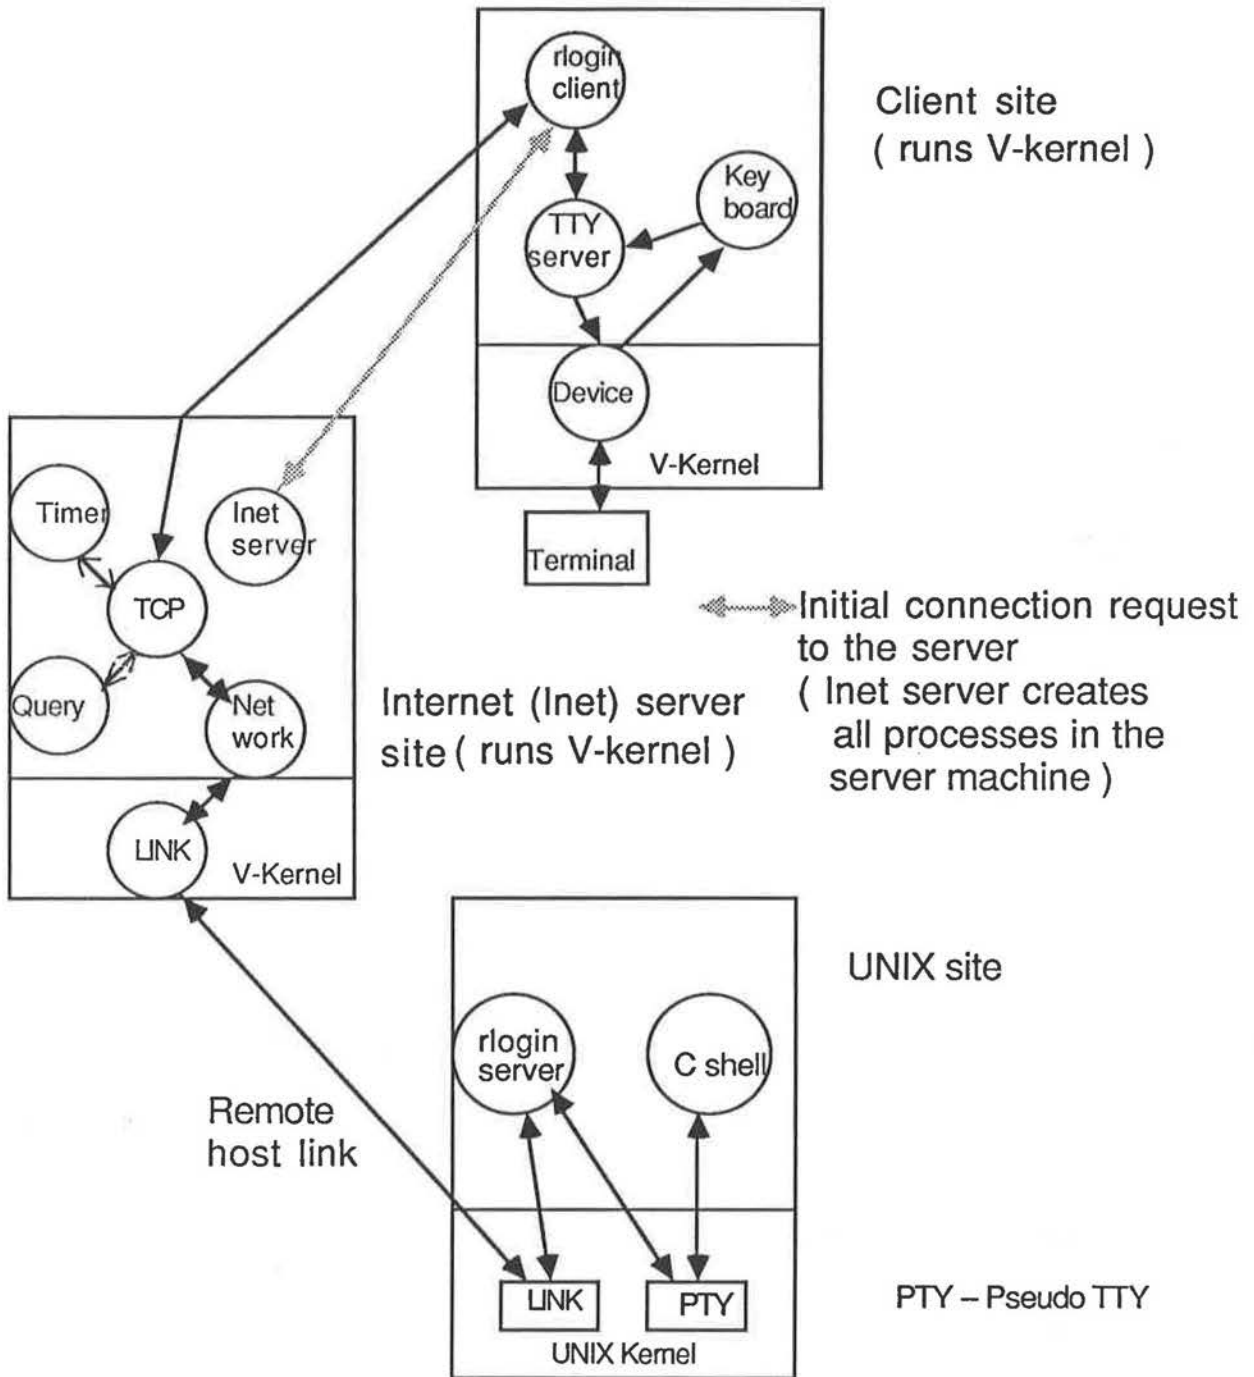 rlogin
client
Client site
( runs V-kernel )
Key
board
TTY
server
Device
V-Kernel
Terminal
Timer
Inet
server
TCP
Query
Net
work
LINK
V-Kernel
Initial connection request
to the server
( Inet server creates
all processes in the
server machine )
Internet (Inet) server
site ( runs V-kernel )
UNIX site
rlogin
server
C shell
Remote
host link
LINK
PTY
UNIX Kernel
PTY – Pseudo TTY